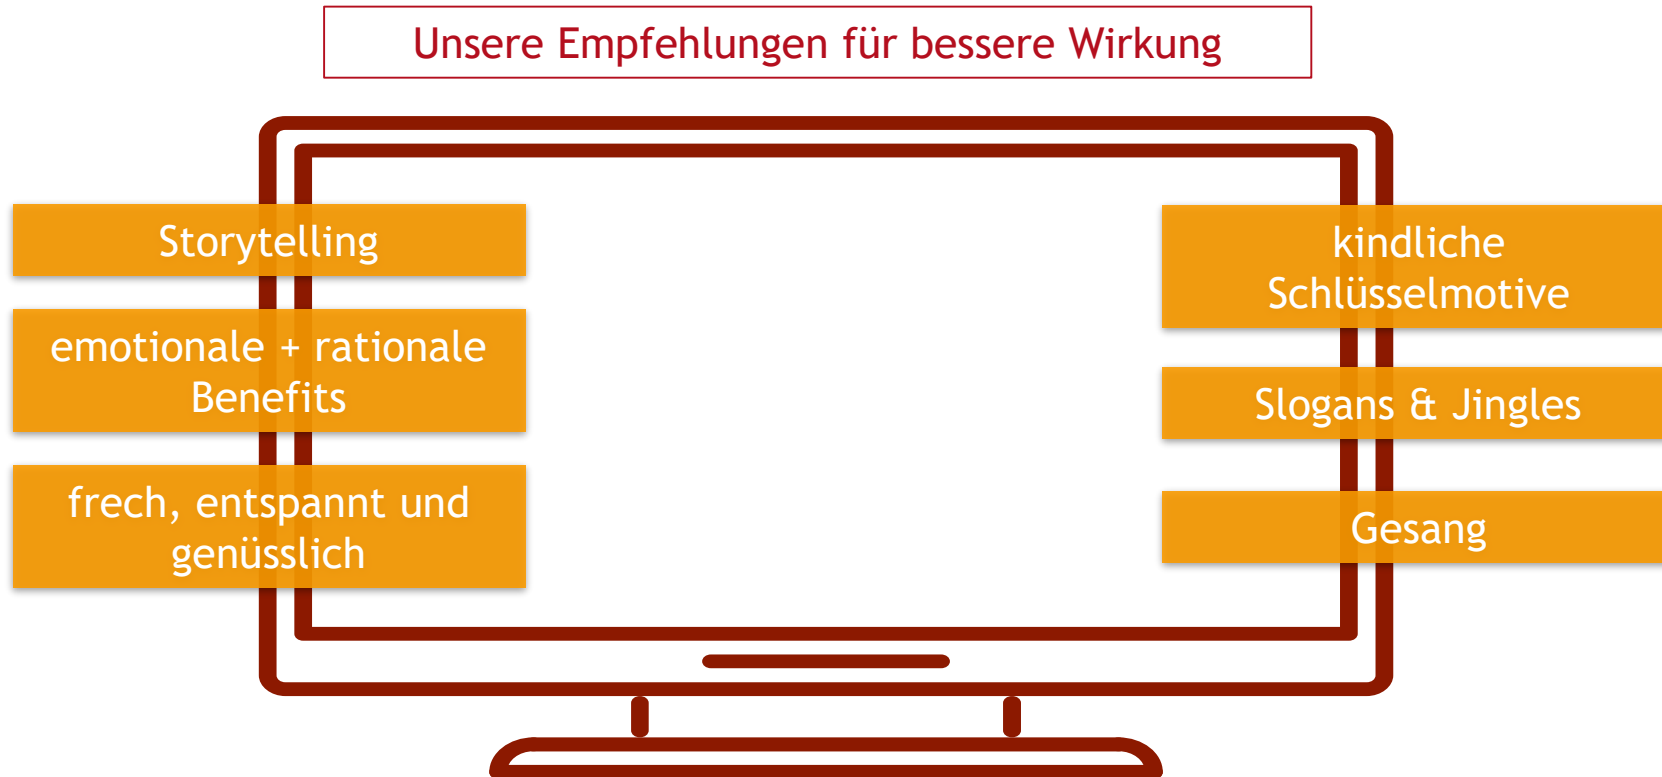 Unsere Empfehlungen für bessere Wirkung
Storytelling
emotionale + rationale
Benefits
frech, entspannt und
genüsslich
kindliche
Schlüsselmotive
Slogans & Jingles
Gesang